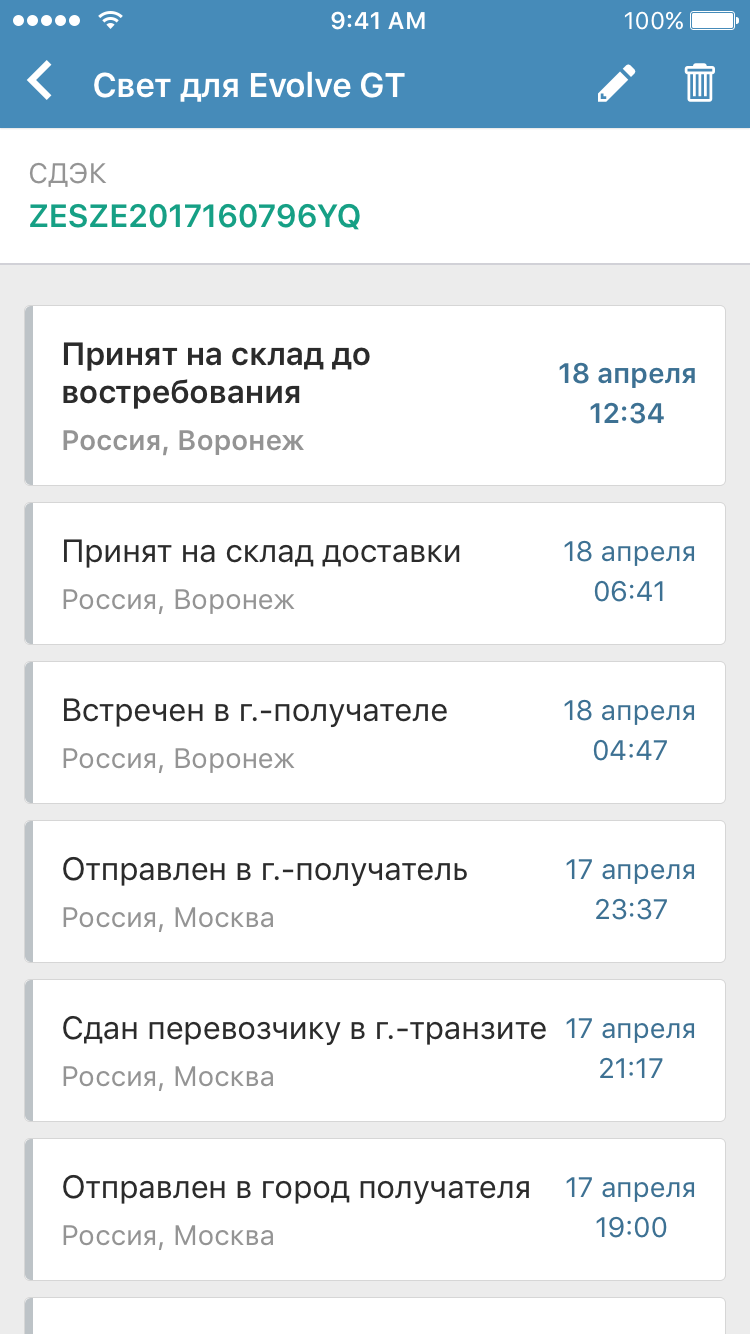 9:41 AM 100%
Свет для Evolve GT
СДЭК
ZESZE2017160796YQ
Принят на склад до
востребования
Россия, Воронеж
18 апреля
12:34
Принят на склад доставки
Россия, Воронеж
18 апреля
06:41
Встречен в г.-получателе
Россия, Воронеж
18 апреля
04:47
Отправлен в г.-получатель
Россия, Москва
17 апреля
23:37
Сдан перевозчику в г.-транзите
Россия, Москва
17 апреля
21:17
Отправлен в город получателя
Россия, Москва
17 апреля
19:00